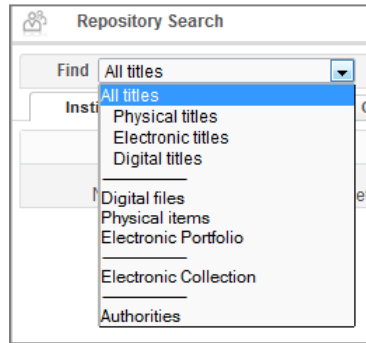 Repository Search
Find All titles
Insti
All titles
Physical titles
Electronic titles
Digital titles
Digital files
Physical items
Electronic Portfolio
Electronic Collection
Authorities